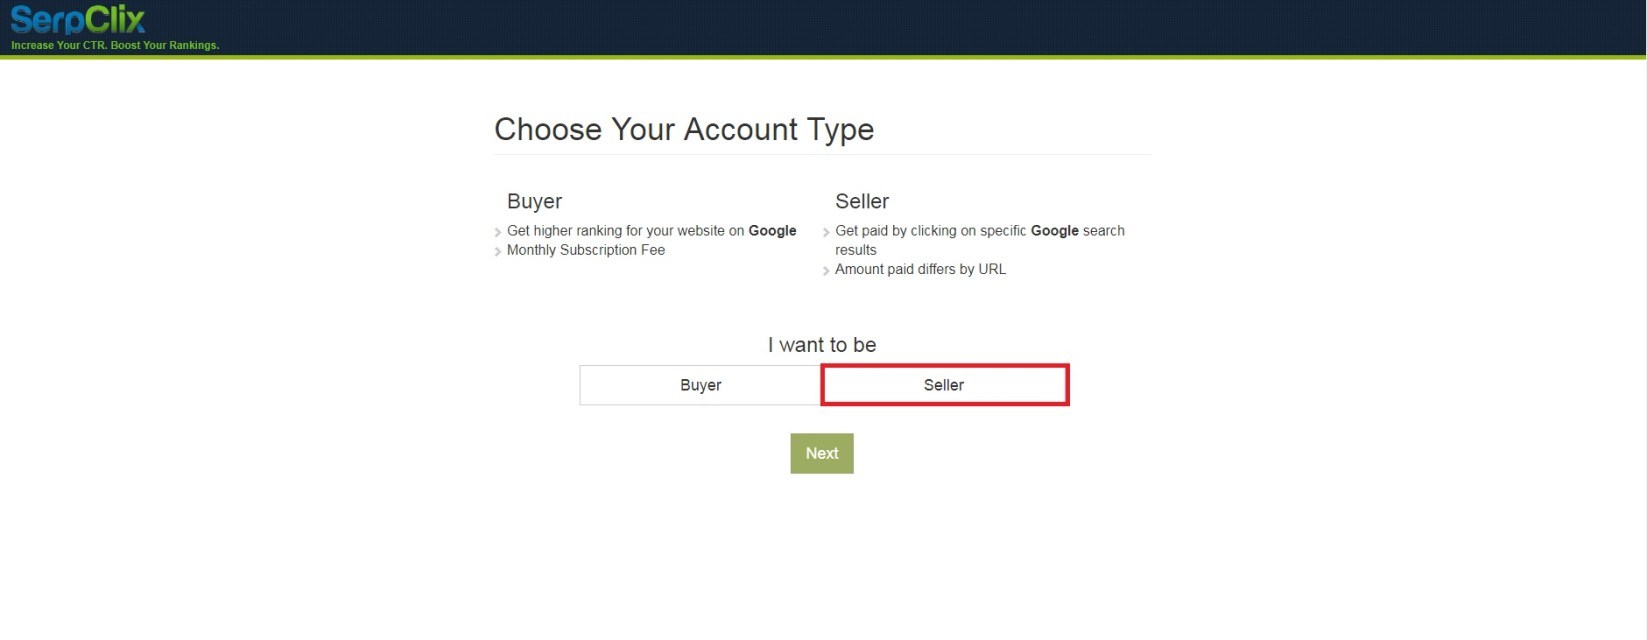 SerpClix
Increase Your CTR. Boost Your Rankings.
Choose Your Account Type
Buyer
Get higher ranking for your website on Google
Monthly Subscription Fee
Seller
Get paid by clicking on specific Google search
results
Amount paid differs by URL
I want to be
Buyer
Seller
Next